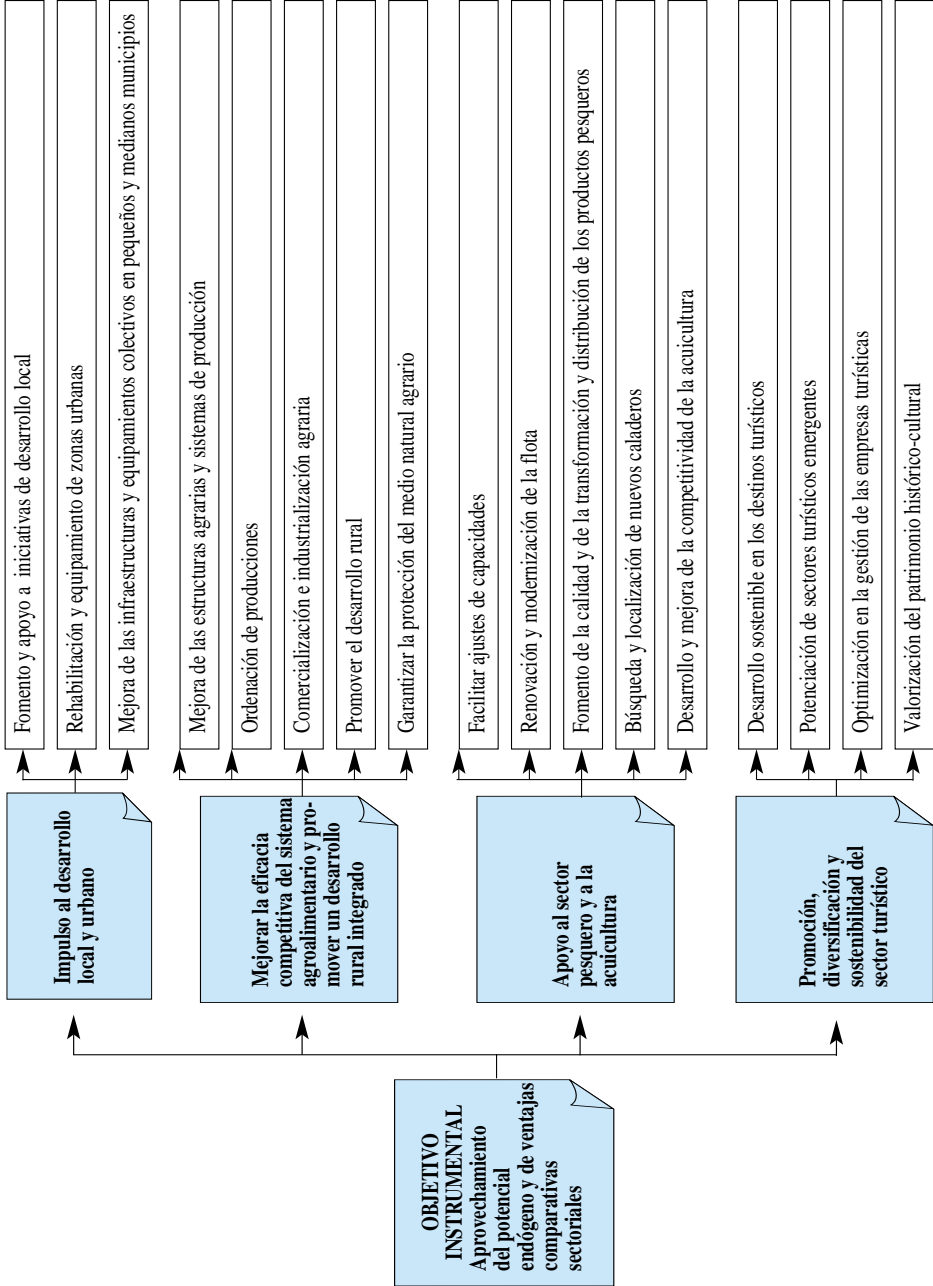 OBJETIVO
INSTRUMENTAL
Aprovechamiento
del potencial
endógeno y de ventajas
comparativas
sectoriales
Impulso al desarrollo
local y urbano
Fomento y apoyo a iniciativas de desarrollo local
Rehabilitación y equipamiento de zonas urbanas
Mejora de las infraestructuras y equipamientos colectivos en pequeños y medianos municipios
Mejorar la eficacia
competitiva del sistema
agroalimentario y pro-
mover un desarrollo
rural integrado
Mejora de las estructuras agrarias y sistemas de producción
Ordenación de producciones
Comercialización e industrialización agraria
Promover el desarrollo rural
Garantizar la protección del medio natural agrario
Apoyo al sector
pesquero y a la
acuicultura
Facilitar ajustes de capacidades
Renovación y modernización de la flota
Fomento de la calidad y de la transformación y distribución de los productos pesqueros
Búsqueda y localización de nuevos caladeros
Desarrollo y mejora de la competitividad de la acuicultura
Promoción,
diversificación y
sostenibilidad del
sector turístico
Desarrollo sostenible en los destinos turísticos
Potenciación de sectores turísticos emergentes
Optimización en la gestión de las empresas turísticas
Valorización del patrimonio histórico-cultural